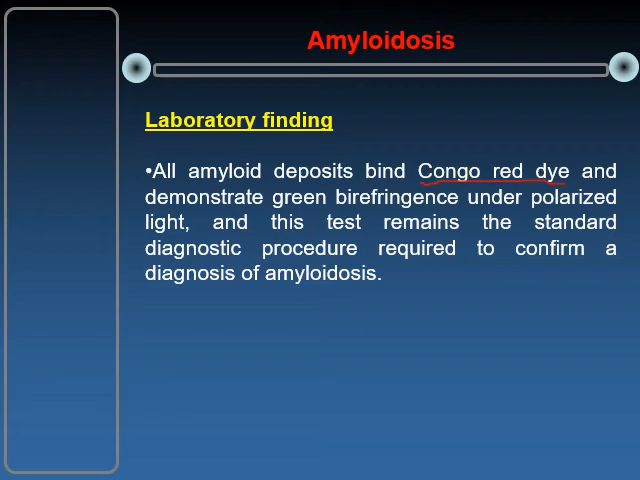 Amyloidosis
Laboratory finding
•All amyloid deposits bind Congo red dye and
demonstrate green birefringence under polarized
light, and this test remains the standard
diagnostic procedure required to confirm a
diagnosis of amyloidosis.